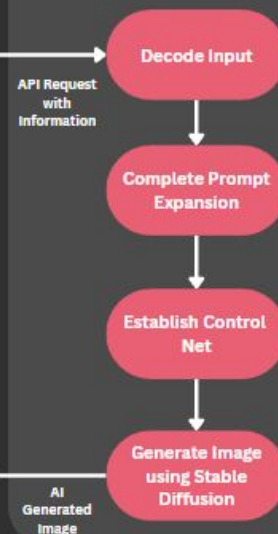 Decode Input
API Request
with
Information
Complete Prompt
Expansion
Establish Control
Net
Generate Image
using Stable
Diffusion
AI
Generated
Image